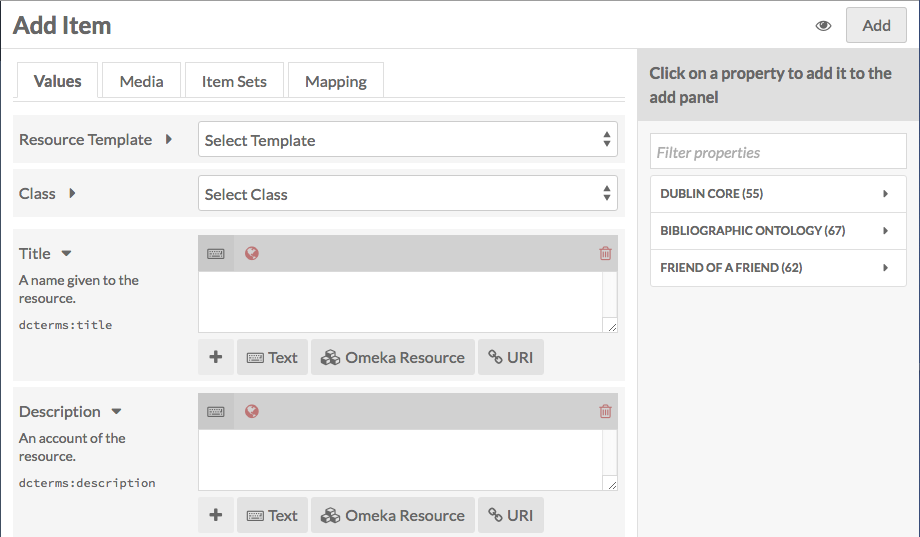 Add Item
Add
Values
Media
Item Sets
Mapping
Resource Template
Select Template
Class
Select Class
Title
A name given to the
resource.
dcterms:title
Text
Omeka Resource
URI
Description
An account of the
resource.
dcterms:description
Text
Omeka Resource
URI
Click on a property to add it to the
add panel
Filter properties
DUBLIN CORE (55)
BIBLIOGRAPHIC ONTOLOGY (67)
FRIEND OF A FRIEND (62)